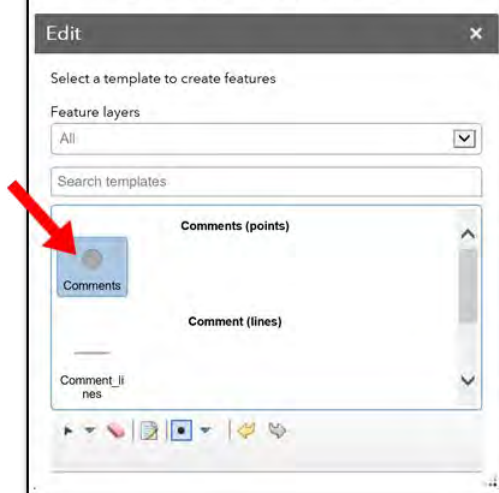 Edit
Select a template to create features
Feature layers
All
Search templates
Comments (points)
Comments
Comment (lines)
Comment_li
nes